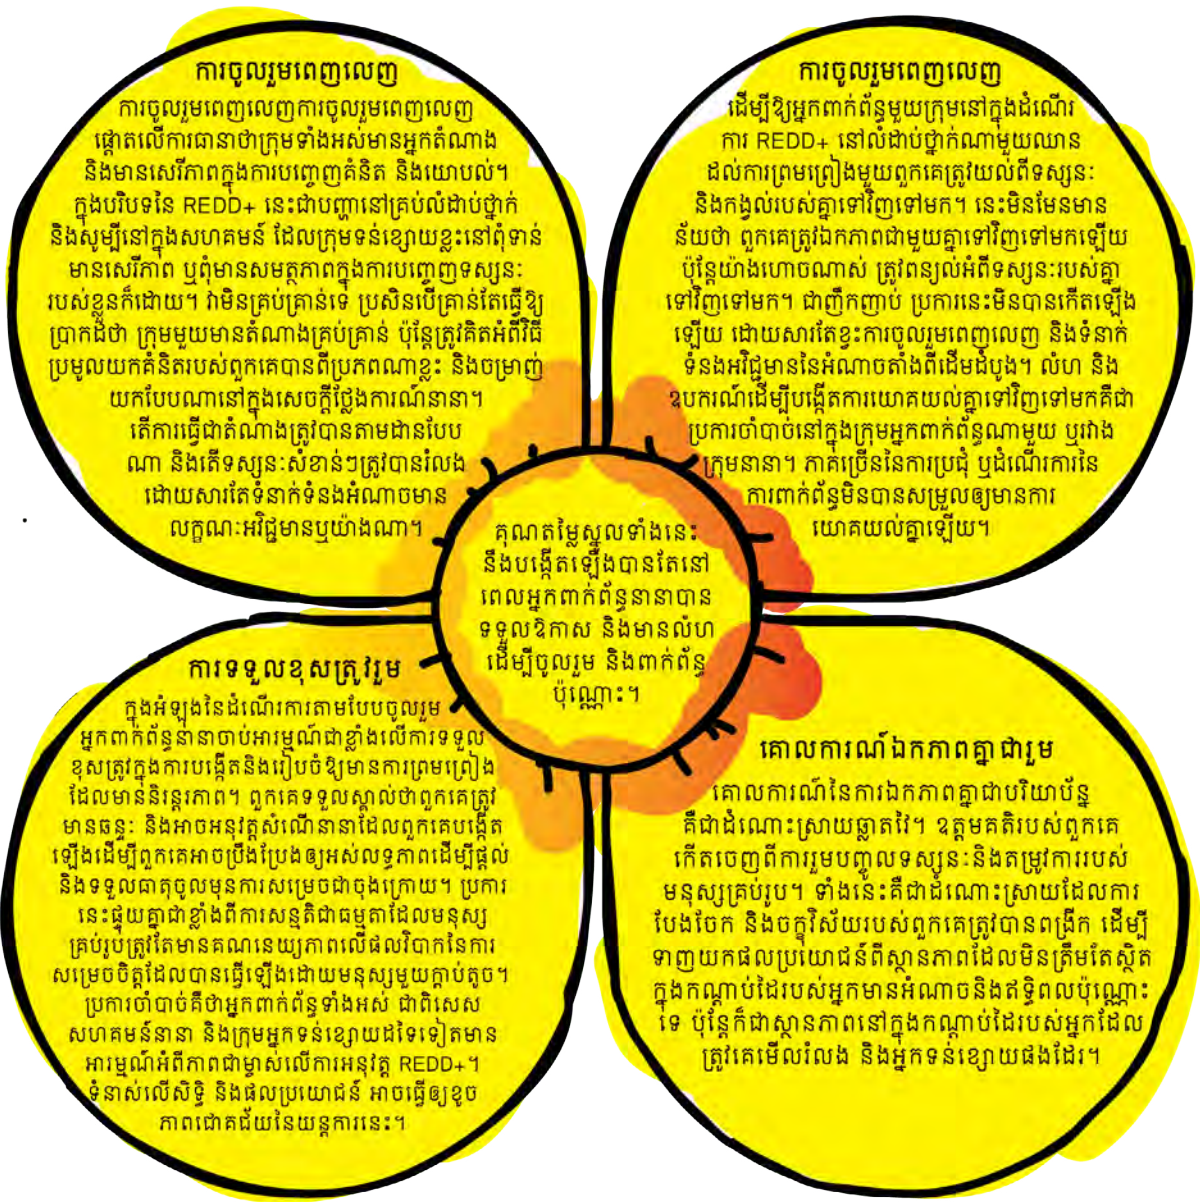 ការចូលរួមពេញលេញ
ការចូលរួមពេញលេញការចូលរួមពេញលេញ
ផ្តោតលើការធានាថាក្រុមទាំងអស់មានអ្នកតំណាង
និងមានសេរីភាពក្នុងការបញ្ចេញគំនិត និងយោបល់។
ក្នុងបរិបទនៃ REDD+ នេះជាបញ្ហានៅគ្រប់លំដាប់ថ្នាក់
និងសូម្បីនៅក្នុងសហគមន៍ ដែលក្រុមទន់ខ្សោយខ្លះនៅពុំទាន់
មានសេរីភាព ឬពុំមានសមត្ថភាពក្នុងការបញ្ចេញទស្សនៈ
របស់ខ្លួនក៏ដោយ។ វាមិនគ្រប់គ្រាន់ទេ ប្រសិនបើគ្រាន់តែធ្វើឱ្យ
ប្រាកដថា ក្រុមមួយមានតំណាងគ្រប់គ្រាន់ ប៉ុន្តែត្រូវគិតអំពីវិធី
ប្រមូលយកគំនិតរបស់ពួកគេបានពីប្រភពណាខ្លះ និងចម្រាញ់
យកបែបណានៅក្នុងសេចក្តីថ្លែងការណ៍នានា។
តើការធ្វើជាតំណាងត្រូវបានតាមដានបែប
ណា និងតើទស្សនៈសំខាន់ៗត្រូវបានរំលង
ដោយសារតែទំនាក់ទំនងអំណាចមាន
លក្ខណៈអវិជ្ជមានឬយ៉ាងណា។
ការចូលរួមពេញលេញ
ដើម្បីឱ្យអ្នកពាក់ព័ន្ធមួយក្រុមនៅក្នុងដំណើរ
ការ REDD+ នៅលំដាប់ថ្នាក់ណាមួយឈាន
ដល់ការព្រមព្រៀងមួយពួកគេត្រូវយល់ពីទស្សនៈ
និងកង្វល់របស់គ្នាទៅវិញទៅមក។ នេះមិនមែនមាន
ន័យថា ពួកគេត្រូវឯកភាពជាមួយគ្នាទៅវិញទៅមកឡើយ
ប៉ុន្តែយ៉ាងហោចណាស់ ត្រូវពន្យល់អំពីទស្សនៈរបស់គ្នា
ទៅវិញទៅមក។ ជាញឹកញាប់ ប្រការនេះមិនបានកើតឡើង
ឡើយ ដោយសារតែខ្វះការចូលរួមពេញលេញ និងទំនាក់
ទំនងអវិជ្ជមាននៃអំណាចតាំងពីដើមដំបូង។ លំហ និង
ឧបករណ៍ដើម្បីបង្កើតការយោគយល់គ្នាទៅវិញទៅមកគឺជា
ប្រការចាំបាច់នៅក្នុងក្រុមអ្នកពាក់ព័ន្ធណាមួយ ឬរវាង
ក្រុមនានា។ ភាគច្រើននៃការប្រជុំ ឬដំណើរការនៃ
ការពាក់ព័ន្ធមិនបានសម្រួលឲ្យមានការ
យោគយល់គ្នាឡើយ។
គុណតម្លៃស្នូលទាំងនេះ
នឹងបង្កើតឡើងបានតែនៅ
ពេលអ្នកពាក់ព័ន្ធនានាបាន
ទទួលឱកាស និងមានលំហ
ដើម្បីចូលរួម និងពាក់ព័ន្ធ
ប៉ុណ្ណោះ។
ការទទួលខុសត្រូវរួម
ក្នុងអំឡុងនៃដំណើរការតាមបែបចូលរួម
អ្នកពាក់ព័ន្ធនានាចាប់អារម្មណ៍ជាខ្លាំងលើការទទួល
ខុសត្រូវក្នុងការបង្កើតនិងរៀបចំឱ្យមានការព្រមព្រៀង
ដែលមាននិរន្តរភាព។ ពួកគេទទួលស្គាល់ថាពួកគេត្រូវ
មានឆន្ទៈ និងអាចអនុវត្តសំណើនានាដែលពួកគេបង្កើត
ឡើងដើម្បីពួកគេអាចប្រឹងប្រែងឲ្យអស់លទ្ធភាពដើម្បីផ្តល់
និងទទួលធាតុចូលមុនការសម្រេចជាចុងក្រោយ។ ប្រការ
នេះផ្ទុយគ្នាជាខ្លាំងពីការសន្មតិជាធម្មតាដែលមនុស្ស
គ្រប់រូបត្រូវតែមានគណនេយ្យភាពលើផលវិបាកនៃការ
សម្រេចចិត្តដែលបានធ្វើឡើងដោយមនុស្សមួយក្តាប់តូច។
ប្រការចាំបាច់គឺថាអ្នកពាក់ព័ន្ធទាំងអស់ ជាពិសេស
សហគមន៍នានា និងក្រុមអ្នកទន់ខ្សោយដទៃទៀតមាន
អារម្មណ៍អំពីភាពជាម្ចាស់លើការអនុវត្ត REDD+។
ទំនាស់លើសិទ្ធិ និងផលប្រយោជន៍ អាចធ្វើឲ្យខូច
ភាពជោគជ័យនៃយន្តការនេះ។
គោលការណ៍ឯកភាពគ្នាជារួម
គោលការណ៍នៃការឯកភាពគ្នាជាបរិយាប័ន្ន
គឺជាដំណោះស្រាយឆ្លាតវៃ។ ឧត្តមគតិរបស់ពួកគេ
កើតចេញពីការរួមបញ្ចូលទស្សនៈនិងតម្រូវការរបស់
មនុស្សគ្រប់រូប។ ទាំងនេះគឺជាដំណោះស្រាយដែលការ
បែងចែក និងចក្ខុវិស័យរបស់ពួកគេត្រូវបានពង្រីក ដើម្បី
ទាញយកផលប្រយោជន៍ពីស្ថានភាពដែលមិនត្រឹមតែស្ថិត
ក្នុងកណ្តាប់ដៃរបស់អ្នកមានអំណាចនិងឥទ្ធិពលប៉ុណ្ណោះ
ទេ ប៉ុន្តែក៏ជាស្ថានភាពនៅក្នុងកណ្តាប់ដៃរបស់អ្នកដែល
ត្រូវគេមើលរំលង និងអ្នកទន់ខ្សោយផងដែរ។